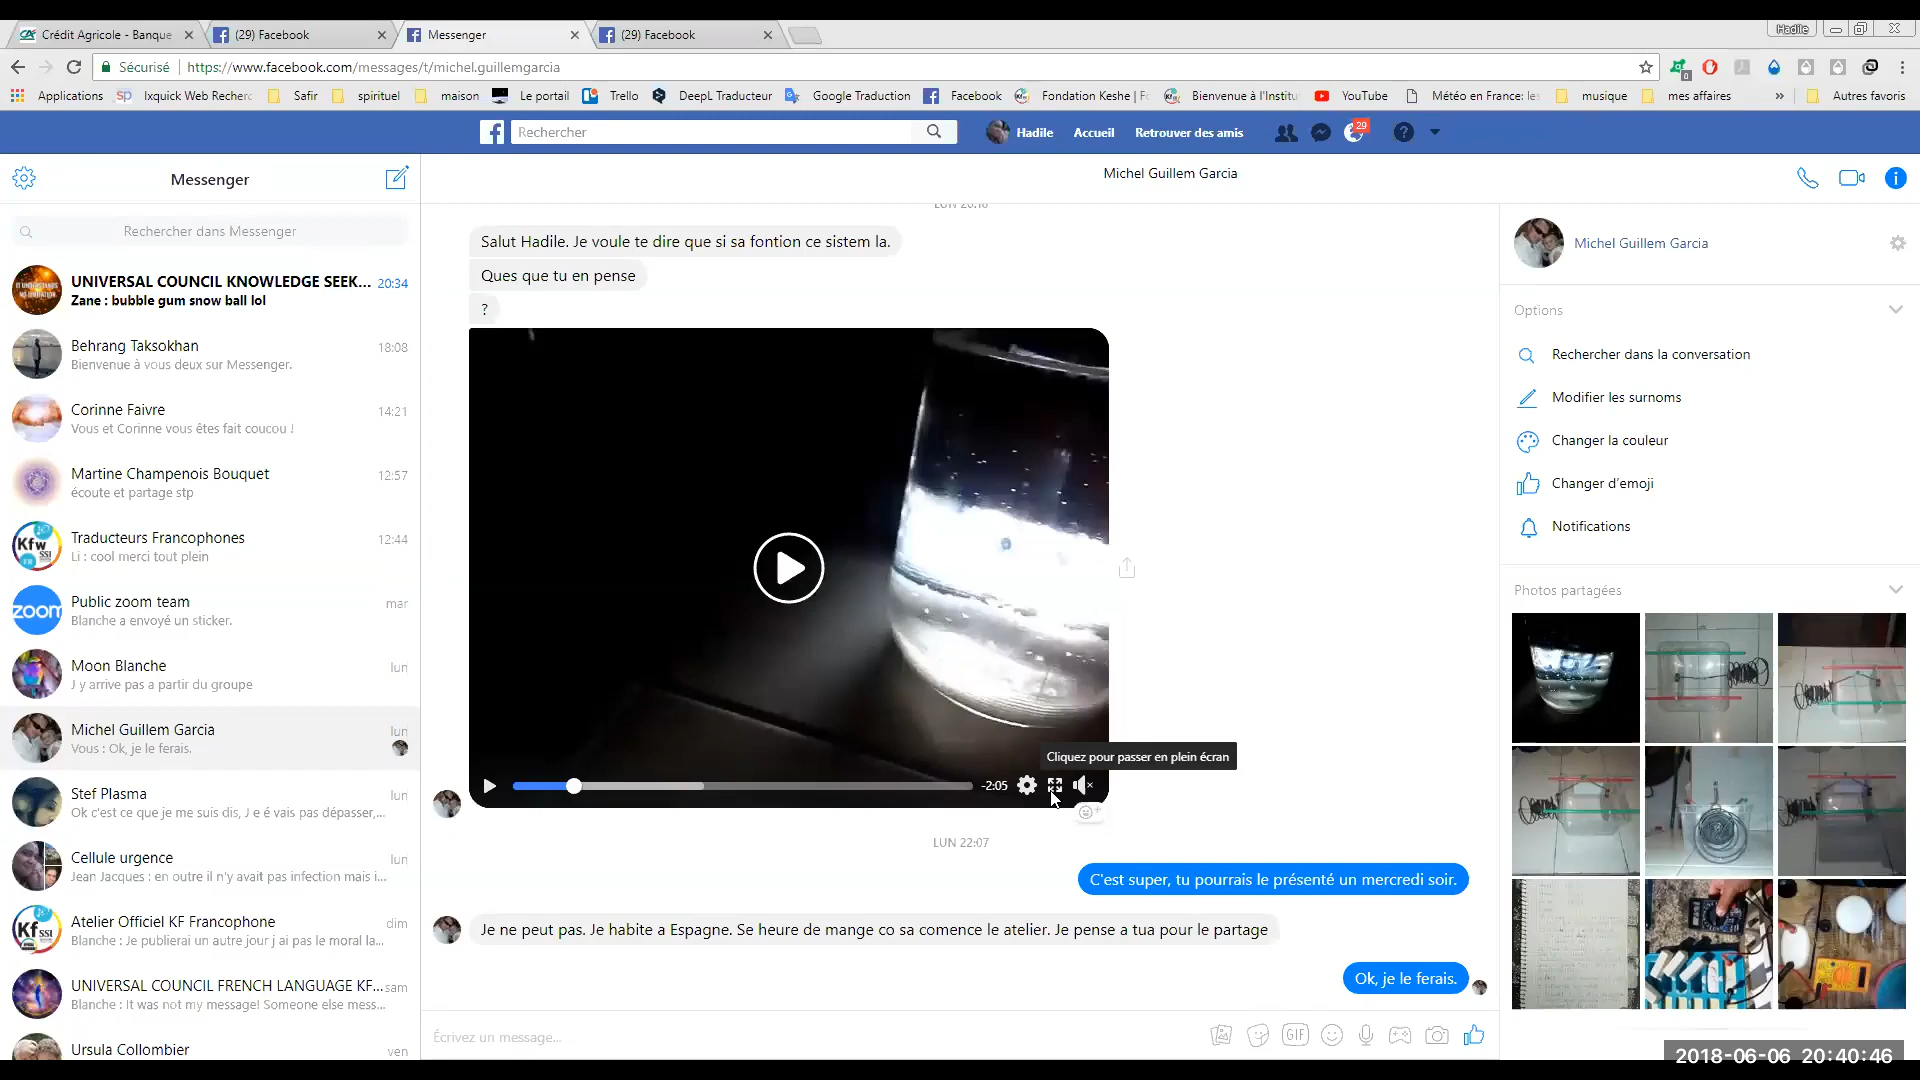 Crédit Agricole - Banque
(29) Facebook
Messenger
(29) Facebook
Hadile
Sécurisé
https://www.facebook.com/messages/t/michel.guillemgarcia
0
Applications
Ixquick Web Recherc
Safir
spirituel
maison
Le portail
Trello
DeepL Traducteur
Google Traduction
Facebook
Fondation Keshe | F
Bienvenue à l'Institu
YouTube
Météo en France: les
musique
mes affaires
»
Autres favoris
Rechercher
Hadile
Accueil
Retrouver des amis
29
Messenger
Rechercher dans Messenger
UNIVERSAL COUNCIL KNOWLEDGE SEEK... 20:34
Zane : bubble gum snow ball lol
Behrang Taksokhan 18:08
Bienvenue à vous deux sur Messenger.
Corinne Faivre 14:21
Vous et Corinne vous êtes fait coucou !
Martine Champenois Bouquet 12:57
écoute et partage stp
Traducteurs Francophones 12:44
Li : cool merci tout plein
Public zoom team mar
Blanche a envoyé un sticker.
Moon Blanche lun
J y arrive pas a partir du groupe
Michel Guillem Garcia lun
Vous : Ok, je le ferais.
Stef Plasma lun
Ok c'est ce que je me suis dis, J e é vais pas dépasser,...
Cellule urgence lun
Jean Jacques : en outre il n'y avait pas infection mais i...
Atelier Officiel KF Francophone dim
Blanche : Je publierai un autre jour j ai pas le moral la...
UNIVERSAL COUNCIL FRENCH LANGUAGE KF... sam
Blanche : It was not my message! Someone else mess...
Ursula Collombier ven
Michel Guillem Garcia
LUN 20:18
Salut Hadile. Je voule te dire que si sa fontion ce sistem la.
Ques que tu en pense
?
Cliquez pour passer en plein écran
-2:05
LUN 22:07
C'est super, tu pourrais le présenté un mercredi soir.
Je ne peut pas. Je habite a Espagne. Se heure de mange co sa comence le atelier. Je pense a tua pour le partage
Ok, je le ferais.
Écrivez un message...
GIF
Michel Guillem Garcia
Options
Rechercher dans la conversation
Modifier les surnoms
Changer la couleur
Changer d'emoji
Notifications
Photos partagées
2018-06-06 20:40:46